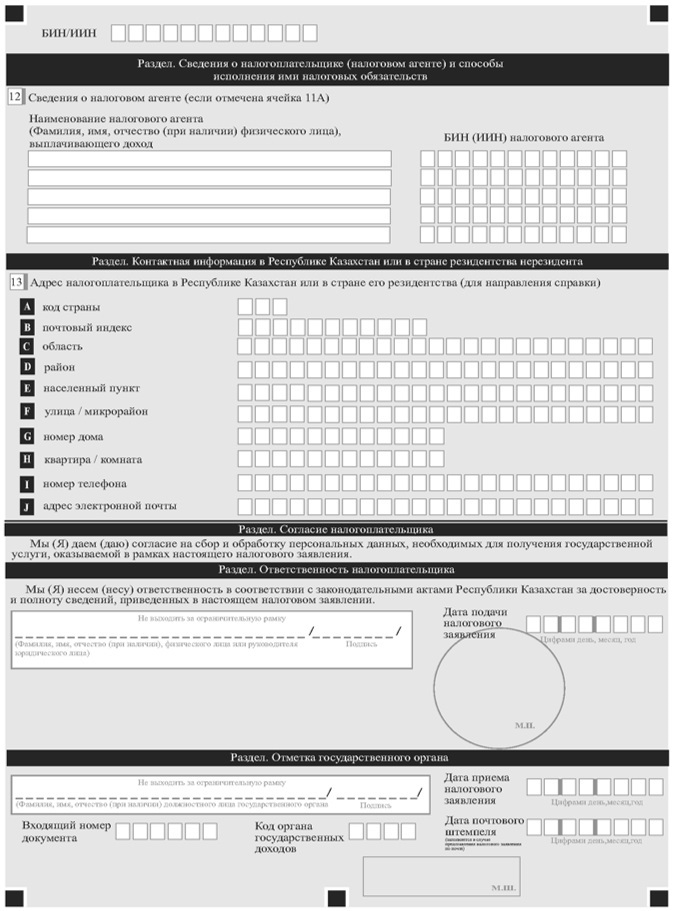 БИН/ИИН
Раздел. Сведения о налогоплательщике (налоговом агенте) и способы
исполнения ими налоговых обязательств
12 Сведения о налоговом агенте (если отмечена ячейка 11А)
Наименование налогового агента
(Фамилия, имя, отчество (при наличии) физического лица),
выплачивающего доход
БИН (ИИН) налогового агента
Раздел. Контактная информация в Республике Казахстан или в стране резидентства нерезидента
13 Адрес налогоплательщика в Республике Казахстан или в стране его резидентства (для направления справки)
A код страны
B почтовый индекс
C область
D район
E населенный пункт
F улица / микрорайон
G номер дома
H квартира / комната
I номер телефона
J адрес электронной почты
Раздел. Согласие налогоплательщика
Мы (Я) даем (даю) согласие на сбор и обработку персональных данных, необходимых для получения государственной
услуги, оказываемой в рамках настоящего налогового заявления.
Раздел. Ответственность налогоплательщика
Мы (Я) несем (несу) ответственность в соответствии с законодательными актами Республики Казахстан за достоверность
и полноту сведений, приведенных в настоящем налоговом заявлении.
Не выходить за ограничительную рамку
/ /
(Фамилия, имя, отчество (при наличии), физического лица или руководителя
юридического лица)
Подпись
Дата подачи
налогового
заявления
Цифрами день, месяц, год
М.П.
Раздел. Отметка государственного органа
Не выходить за ограничительную рамку
/ /
(Фамилия, имя, отчество (при наличии) должностного лица государственного органа
Подпись
Дата приема
налогового
заявления
Цифрами день,месяц,год
Входящий номер
документа
Код органа
государственных
доходов
Дата почтового
штемпеля
(заполняется в случае
представления налогового заявления
по почте)
Цифрами день,месяц,год
М.Ш.